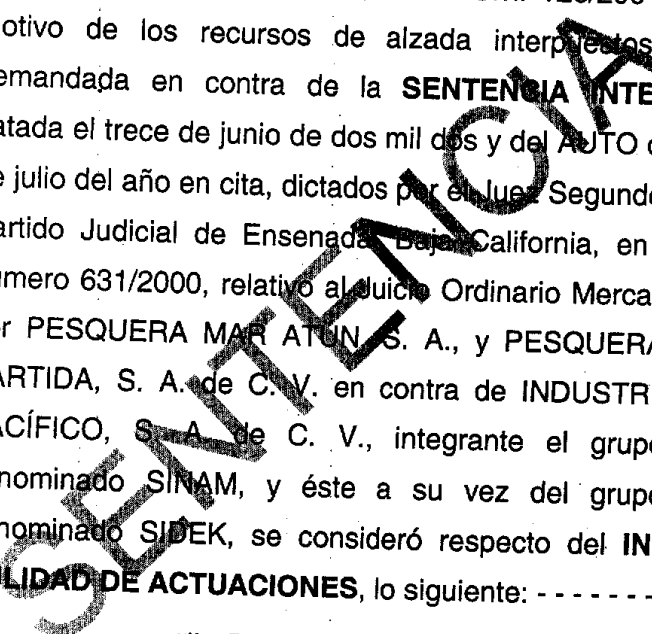 otivo de los recursos de alzada interpuestos
emandada en contra de la SENTENCIA INTE
atada el trece de junio de dos mil dos y del AUTO
e julio del año en cita, dictados por el Juez Segundo
artido Judicial de Ensenada, Baja California, en
úmero 631/2000, relativo al Juicio Ordinario Merca
or PESQUERA MAR ATÚN, S. A., y PESQUERA
ARTIDA, S. A. de C. V. en contra de INDUSTR
ACÍFICO, S. A. de C. V., integrante el grup
nominado SINAM, y éste a su vez del grup
nominado SIDEK, se consideró respecto del IN
LIDAD DE ACTUACIONES, lo siguiente: - - - - - - -
SENTENCIA